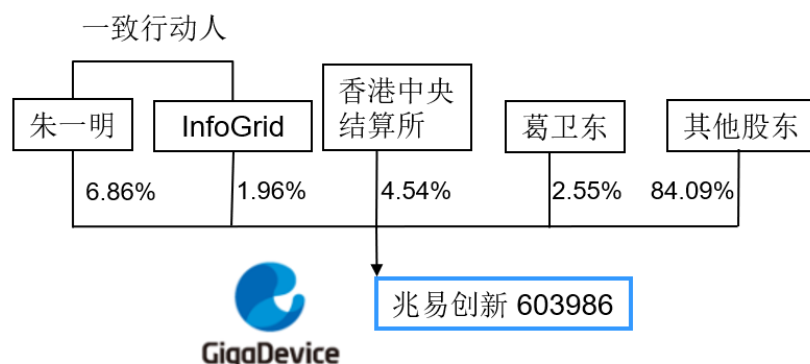 一致行动人
朱一明
InfoGrid
香港中央
结算所
葛卫东
其他股东
6.86%
1.96%
4.54%
2.55%
84.09%
兆易创新 603986
GigaDevice